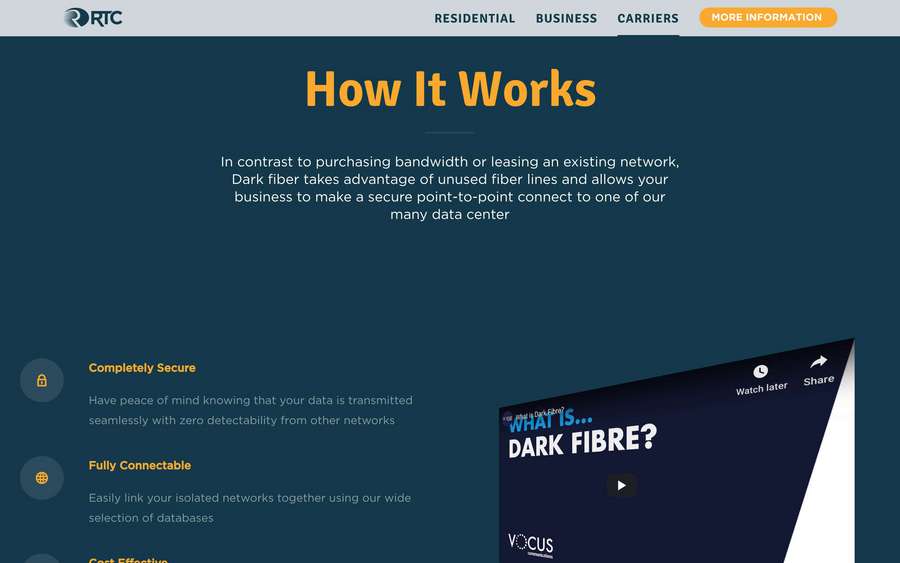 RTC
RESIDENTIAL
BUSINESS
CARRIERS
MORE INFORMATION
How It Works
In contrast to purchasing bandwidth or leasing an existing network,
Dark fiber takes advantage of unused fiber lines and allows your
business to make a secure point-to-point connect to one of our
many data center
Completely Secure
Have peace of mind knowing that your data is transmitted
seamlessly with zero detectability from other networks
Fully Connectable
Easily link your isolated networks together using our wide
selection of databases
Cost Effective
What is Dark Fibre?
Watch later
Share
WHAT IS...
DARK FIBRE?
VOCUS
communications